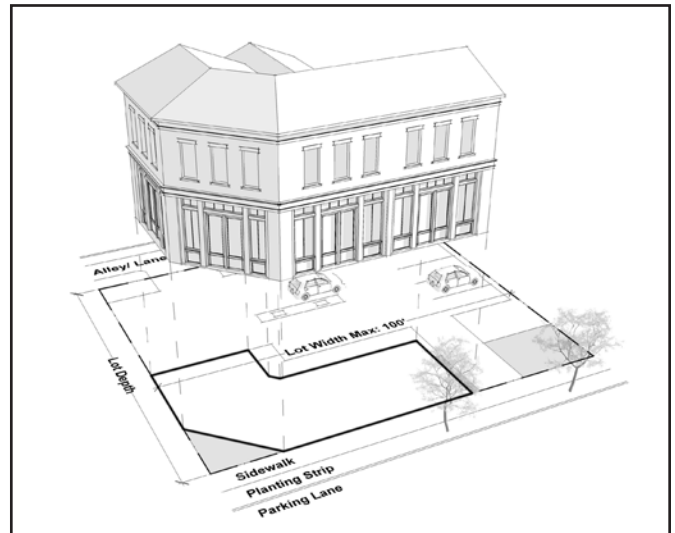 Alley/ Lane
Lot Width Max: 100'
Lot Depth
Sidewalk
Planting Strip
Parking Lane